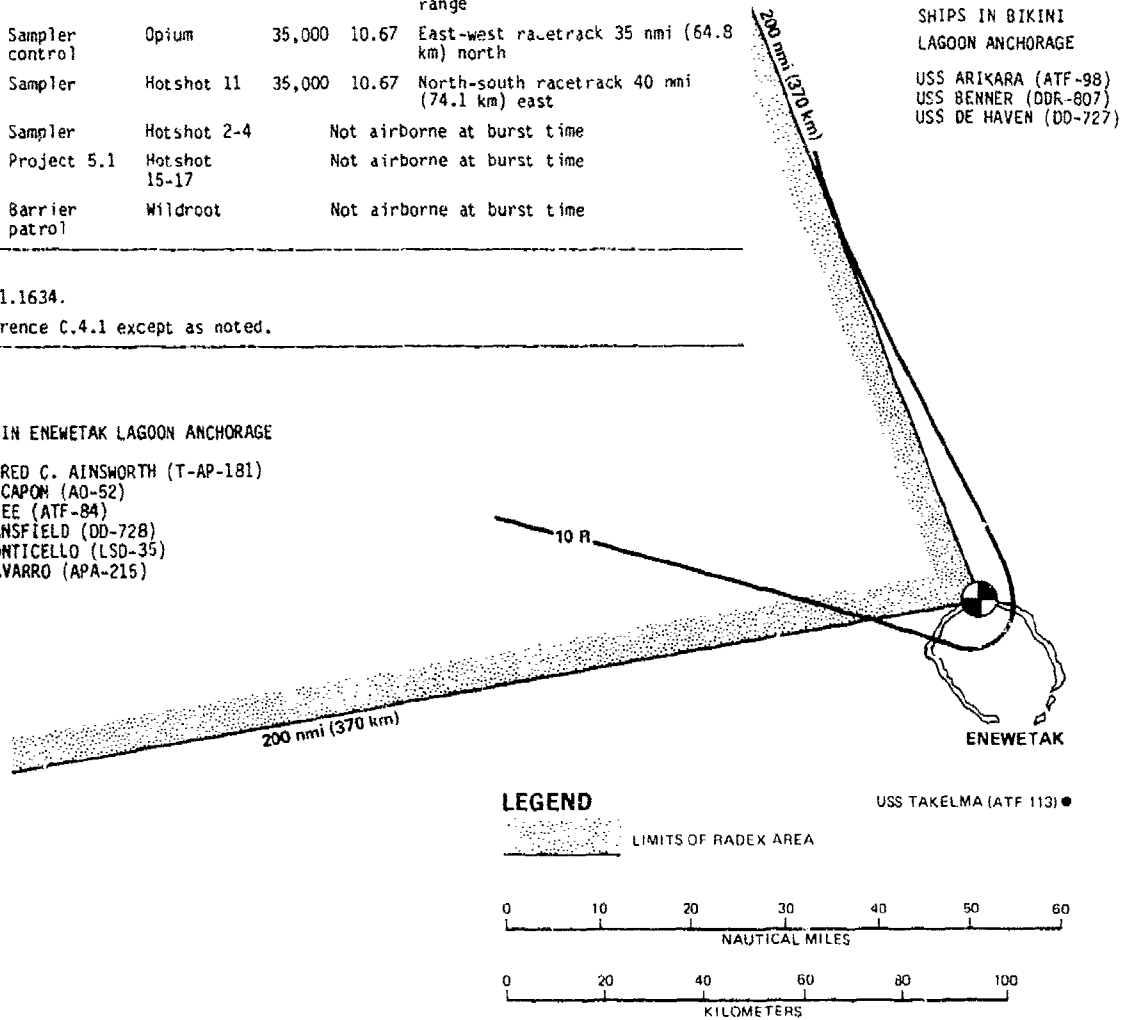 range
Sampler control Opium 35,000 10.67 East-west racetrack 35 nmi (64.8 km) north
Sampler Hotshot 11 35,000 10.67 North-south racetrack 40 nmi (74.1 km) east
Sampler Hotshot 2-4 Not airborne at burst time
Project 5.1 Hotshot 15-17 Not airborne at burst time
Barrier patrol Wildroot Not airborne at burst time
1.1634.
rence C.4.1 except as noted.
SHIPS IN BIKINI
LAGOON ANCHORAGE
USS ARIKARA (ATF-98)
USS BENNER (DDR-807)
USS DE HAVEN (DD-727)
200 nmi (370 km)
IN ENEWETAK LAGOON ANCHORAGE
RED C. AINSWORTH (T-AP-181)
CAPON (AO-52)
EE (ATF-84)
NSFIELD (DD-728)
NTICELLO (LSD-35)
VARRO (APA-215)
10 R
200 nmi (370 km)
ENEWETAK
LEGEND
LIMITS OF RADEX AREA
USS TAKELMA (ATF 113)
0 10 20 30 40 50 60
NAUTICAL MILES
0 20 40 60 80 100
KILOMETERS